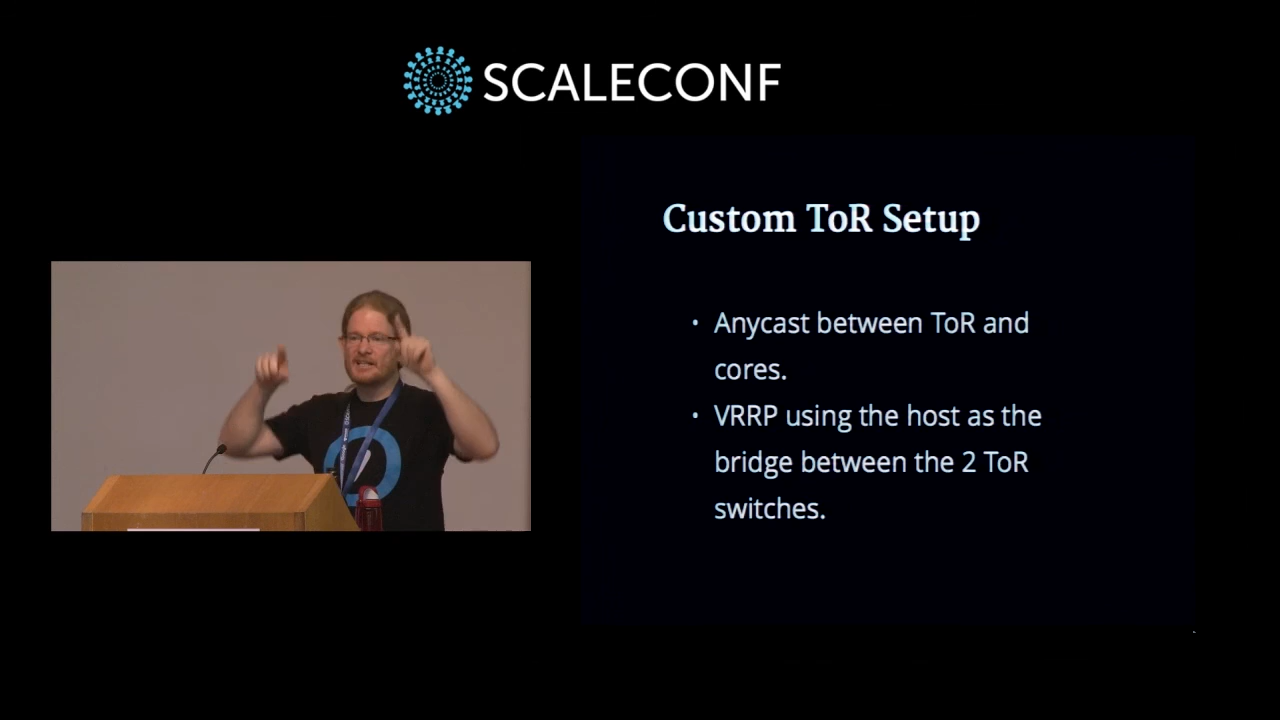 SCALECONF
Custom ToR Setup
• Anycast between ToR and
cores.
• VRRP using the host as the
bridge between the 2 ToR
switches.